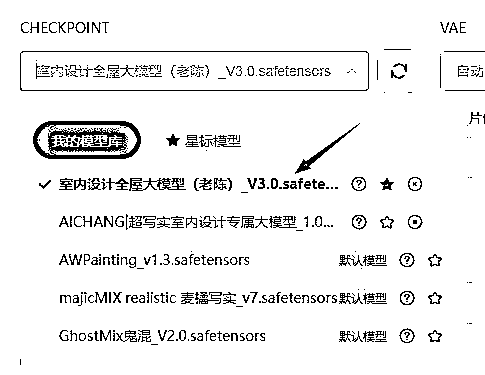 CHECKPOINT
VAE
室内设计全屋大模型（老陈）_V3.0.safetensors
自动
我的模型库
★ 星标模型
室内设计全屋大模型（老陈）_V3.0.safete...
AICHANG|超写实室内设计专属大模型_1.0...
AWPainting_v1.3.safetensors 默认模型
majicMIX realistic 麦橘写实_v7.safetensors 默认模型
GhostMix鬼混_V2.0.safetensors 默认模型